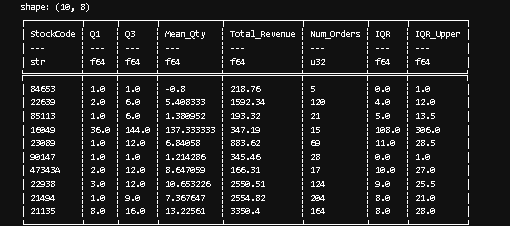 shape: (10, 8)
StockCode Q1 Q3 Mean_Qty Total_Revenue Num_Orders IQR IQR_Upper
--- --- --- --- --- --- --- ---
str f64 f64 f64 f64 u32 f64 f64
84653 1.0 1.0 -0.8 218.76 5 0.0 1.0
22639 2.0 6.0 5.408333 1592.34 120 4.0 12.0
85113 1.0 6.0 1.380952 193.32 21 5.0 13.5
16049 36.0 144.0 137.333333 347.19 15 108.0 306.0
23089 1.0 12.0 6.84058 883.62 69 11.0 28.5
90147 1.0 1.0 1.214286 345.46 28 0.0 1.0
47343A 2.0 12.0 8.647059 166.31 17 10.0 27.0
22938 3.0 12.0 10.653226 2550.51 124 9.0 25.5
21494 1.0 9.0 7.367647 2554.82 204 8.0 21.0
21135 8.0 16.0 13.22561 3350.4 164 8.0 28.0